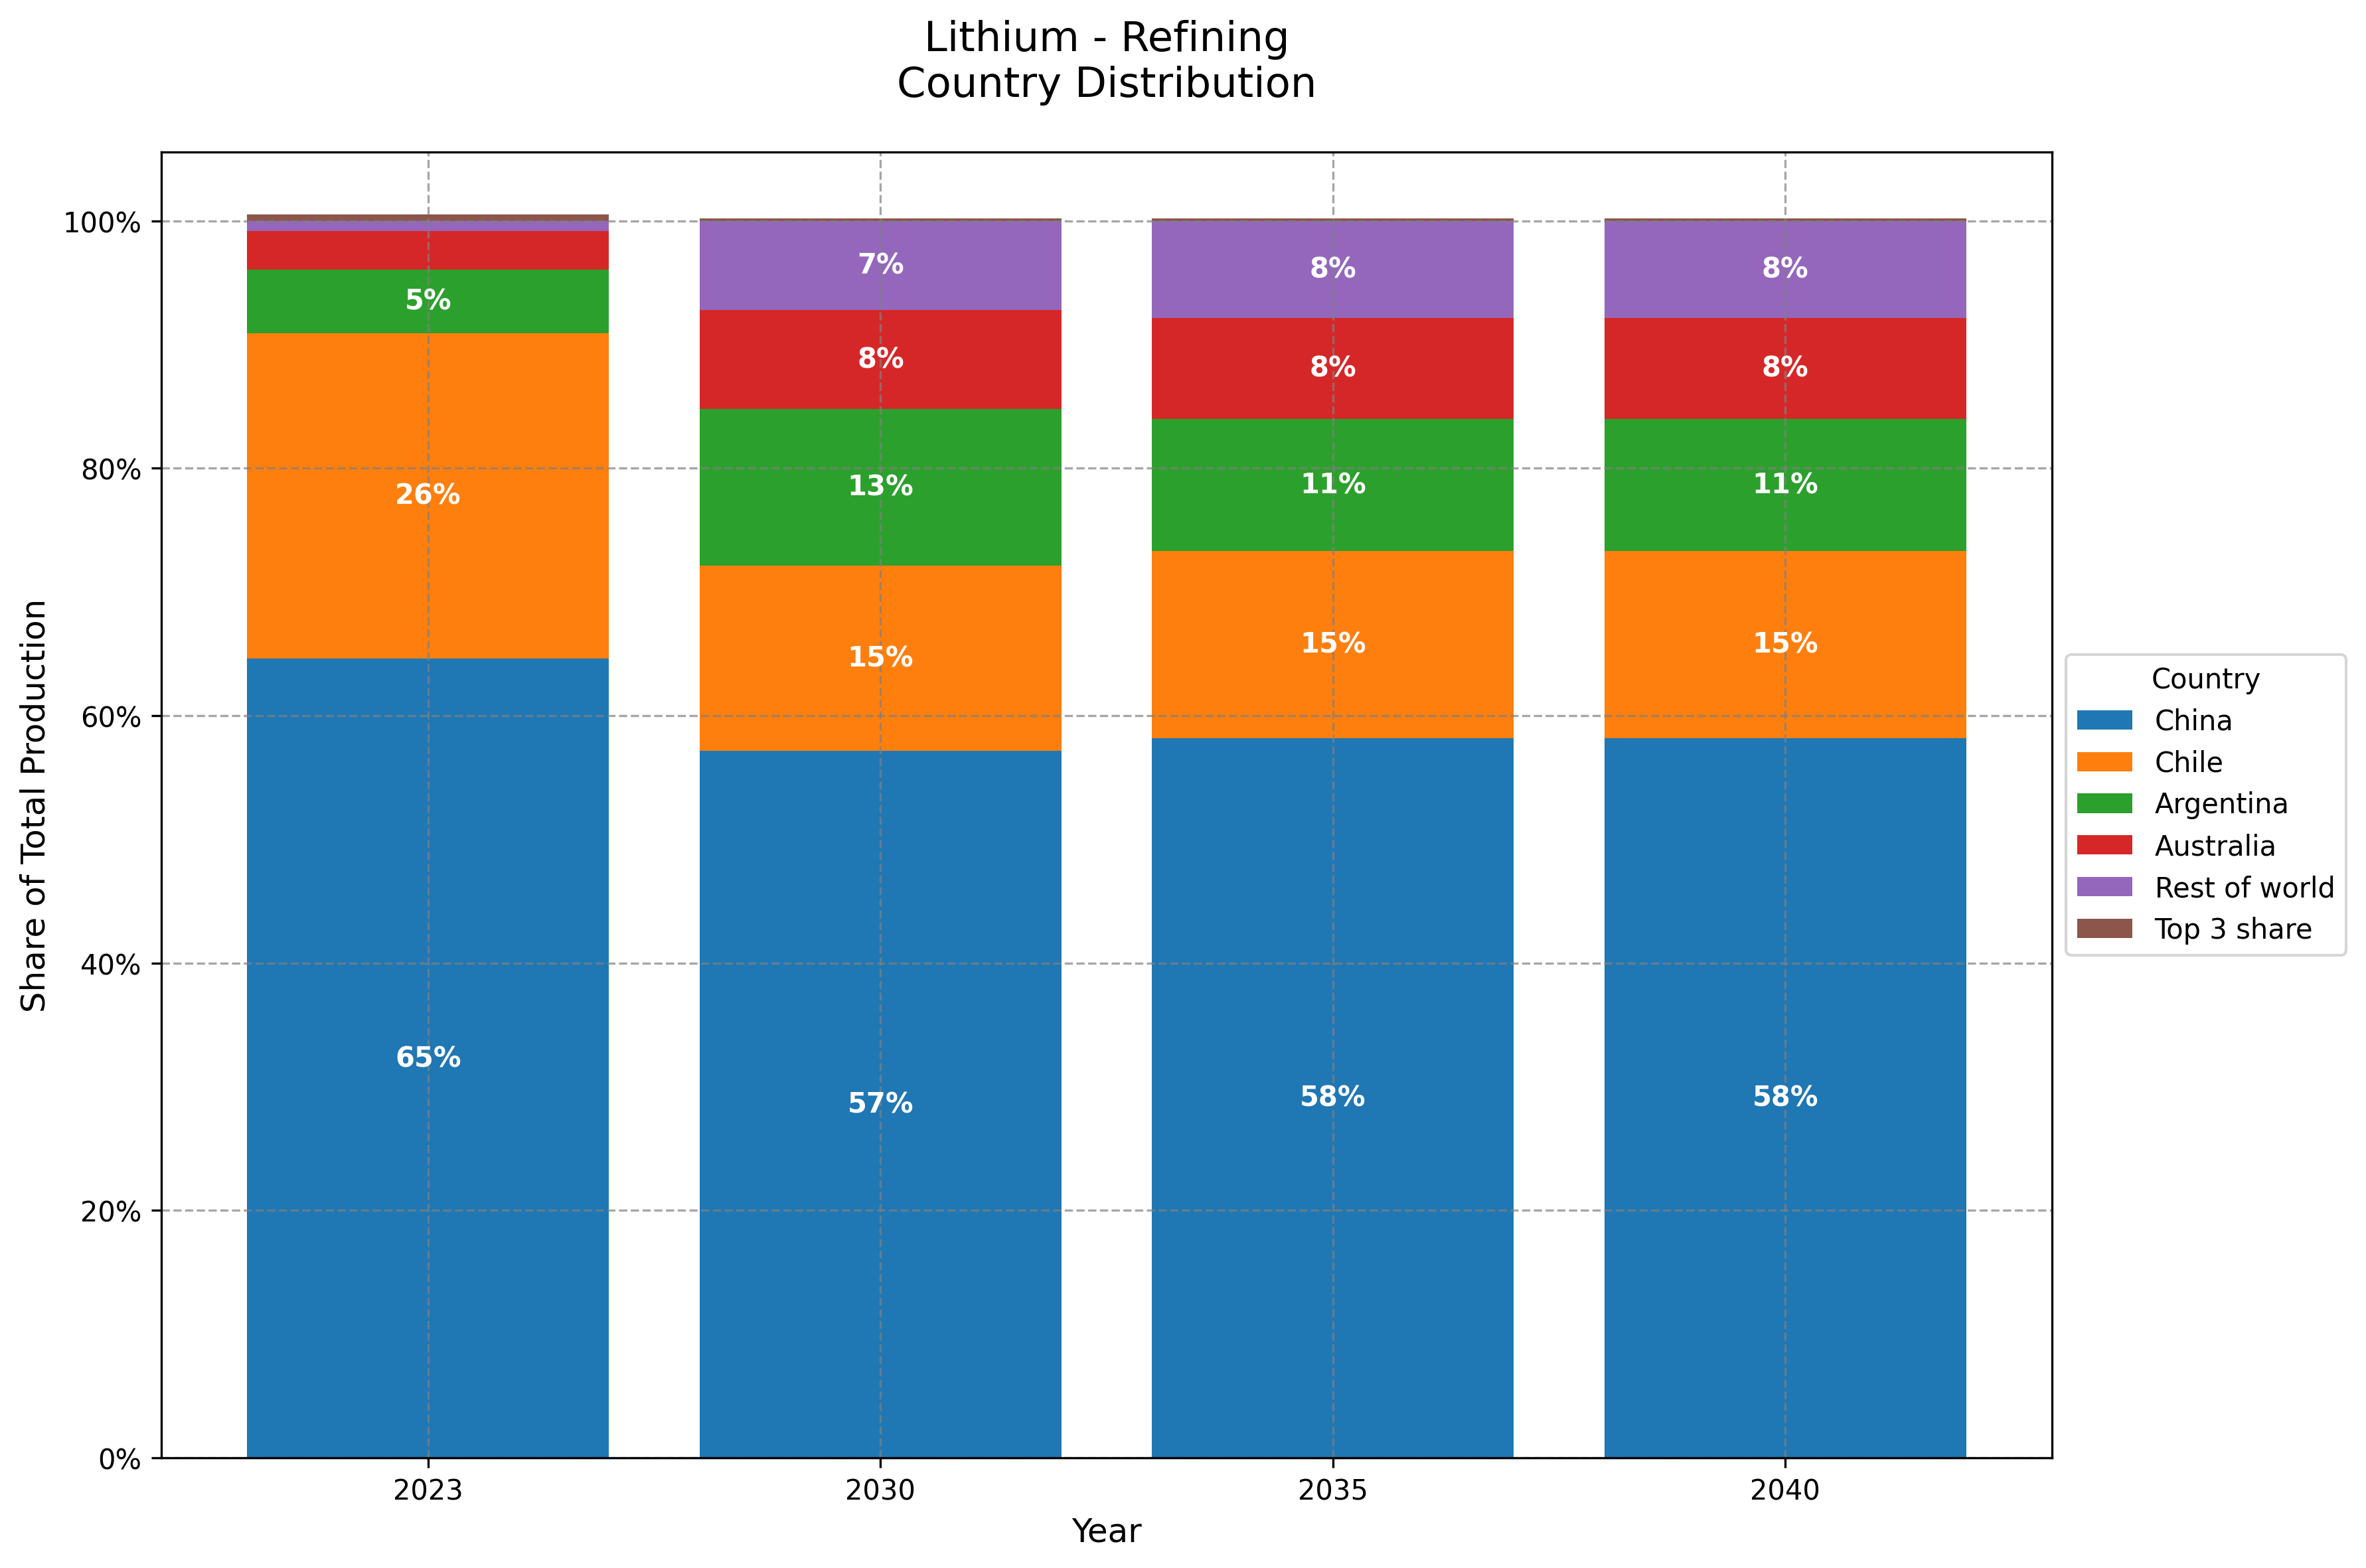 Lithium - Refining
Country Distribution
Share of Total Production
100%
80%
60%
40%
20%
0%
5%
26%
65%
7%
8%
13%
15%
57%
8%
8%
11%
15%
58%
8%
8%
11%
15%
58%
2023
2030
2035
2040
Year
Country
China
Chile
Argentina
Australia
Rest of world
Top 3 share